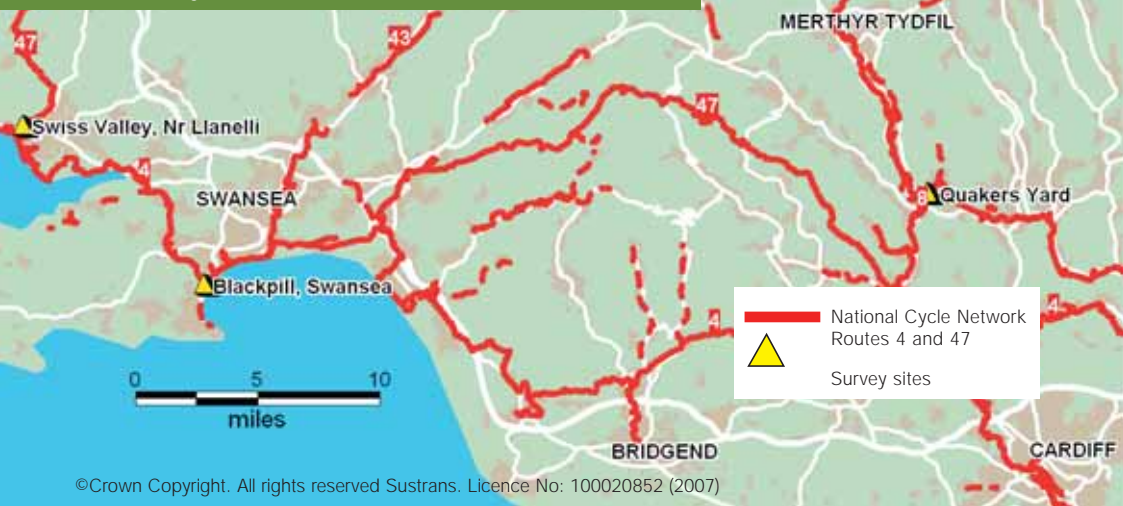 MERTHYR TYDFIL
47
43
Swiss Valley, Nr Llanelli
47
4
SWANSEA
8
Quakers Yard
Blackpill, Swansea
National Cycle Network
Routes 4 and 47
Survey sites
4
4
0 5 10
miles
BRIDGEND
CARDIFF
©Crown Copyright. All rights reserved Sustrans. Licence No: 100020852 (2007)